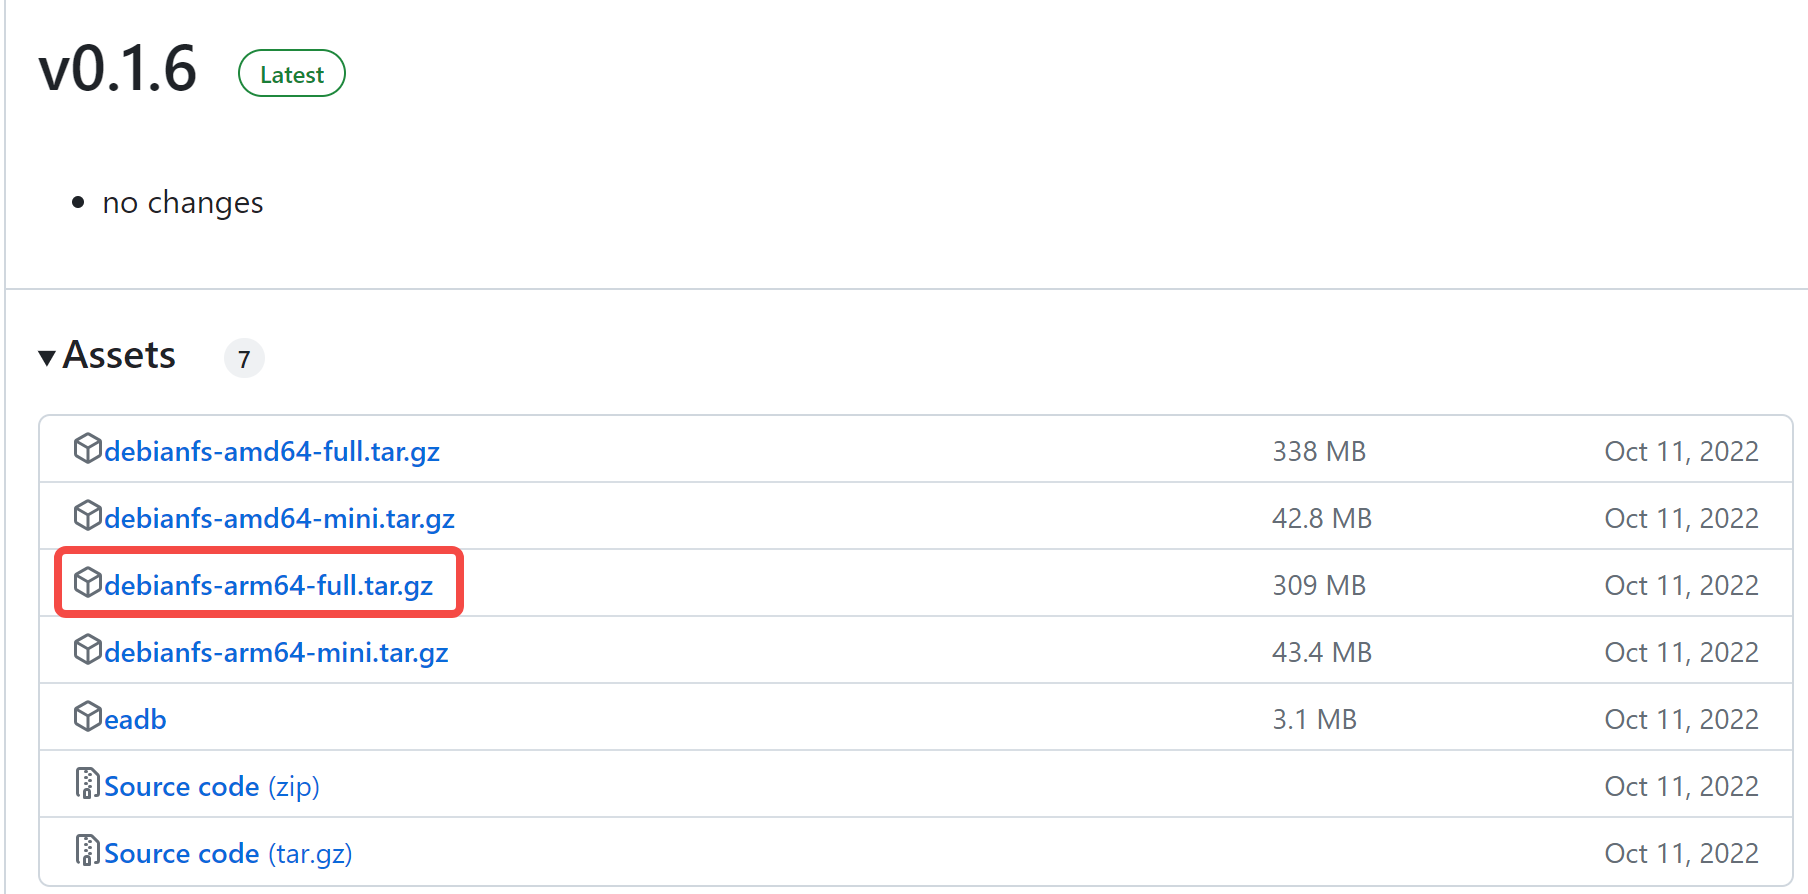 v0.1.6 Latest
• no changes
▼ Assets 7
debianfs-amd64-full.tar.gz 338 MB Oct 11, 2022
debianfs-amd64-mini.tar.gz 42.8 MB Oct 11, 2022
debianfs-arm64-full.tar.gz 309 MB Oct 11, 2022
debianfs-arm64-mini.tar.gz 43.4 MB Oct 11, 2022
eadb 3.1 MB Oct 11, 2022
Source code (zip) Oct 11, 2022
Source code (tar.gz) Oct 11, 2022